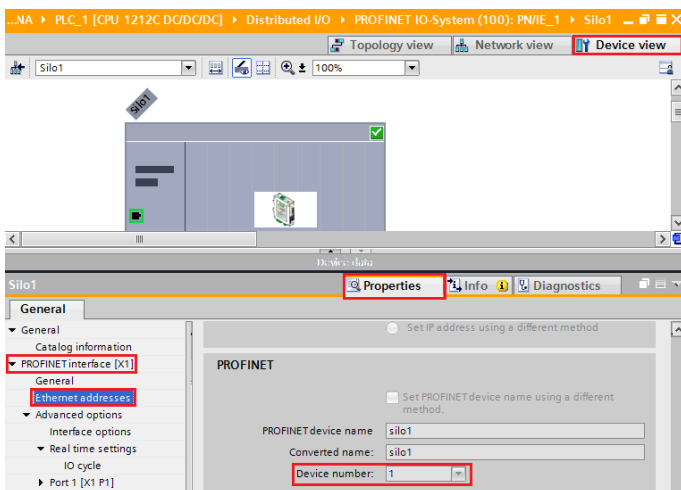 ...NA ▸ PLC_1 [CPU 1212C DC/DC/DC] ▸ Distributed I/O ▸ PROFINET IO-System (100): PN/IE_1 ▸ Silo1
Topology view Network view Device view
Silo1 100%
Silo1
Device data
Silo1 Properties Info Diagnostics
General
General
Catalog information
PROFINET interface [X1]
General
Ethernet addresses
Advanced options
Interface options
Real time settings
IO cycle
Port 1 [X1 P1]
Set IP address using a different method
PROFINET
Set PROFINET device name using a different
method.
PROFINET device name silo1
Converted name: silo1
Device number: 1